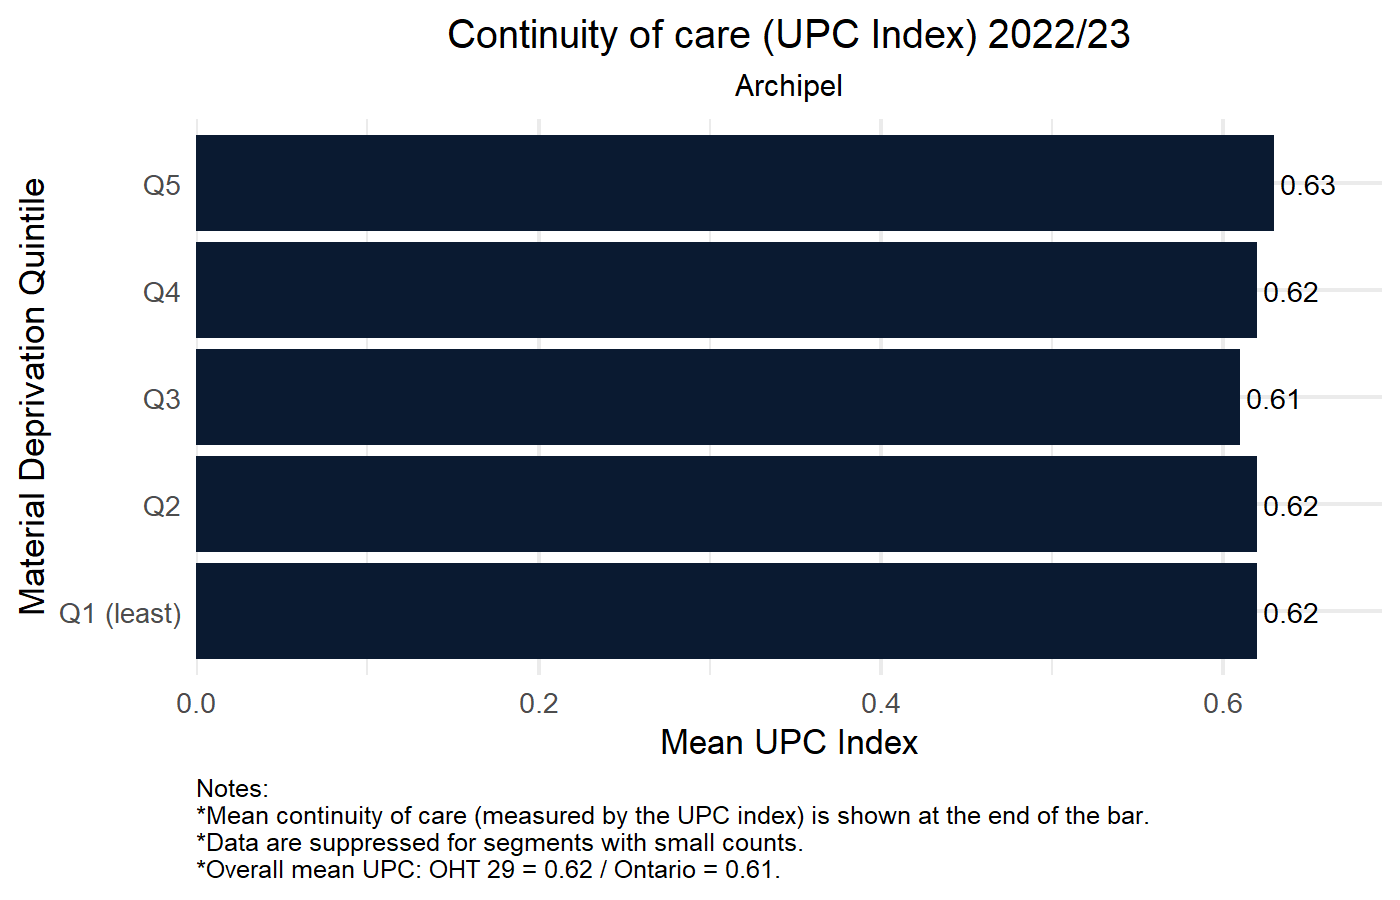 Continuity of care (UPC Index) 2022/23
Archipel
Material Deprivation Quintile
Q5
0.63
Q4
0.62
Q3
0.61
Q2
0.62
Q1 (least)
0.62
0.0
0.2
0.4
0.6
Mean UPC Index
Notes:
*Mean continuity of care (measured by the UPC index) is shown at the end of the bar.
*Data are suppressed for segments with small counts.
*Overall mean UPC: OHT 29 = 0.62 / Ontario = 0.61.